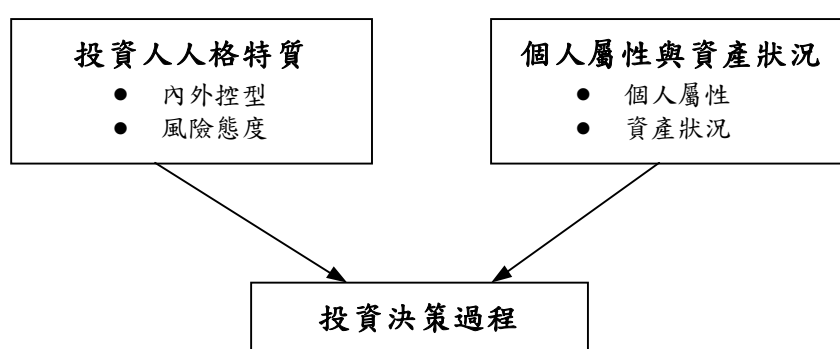 投資人人格特質
● 內外控型
● 風險態度
個人屬性與資產狀況
● 個人屬性
● 資產狀況
投資決策過程